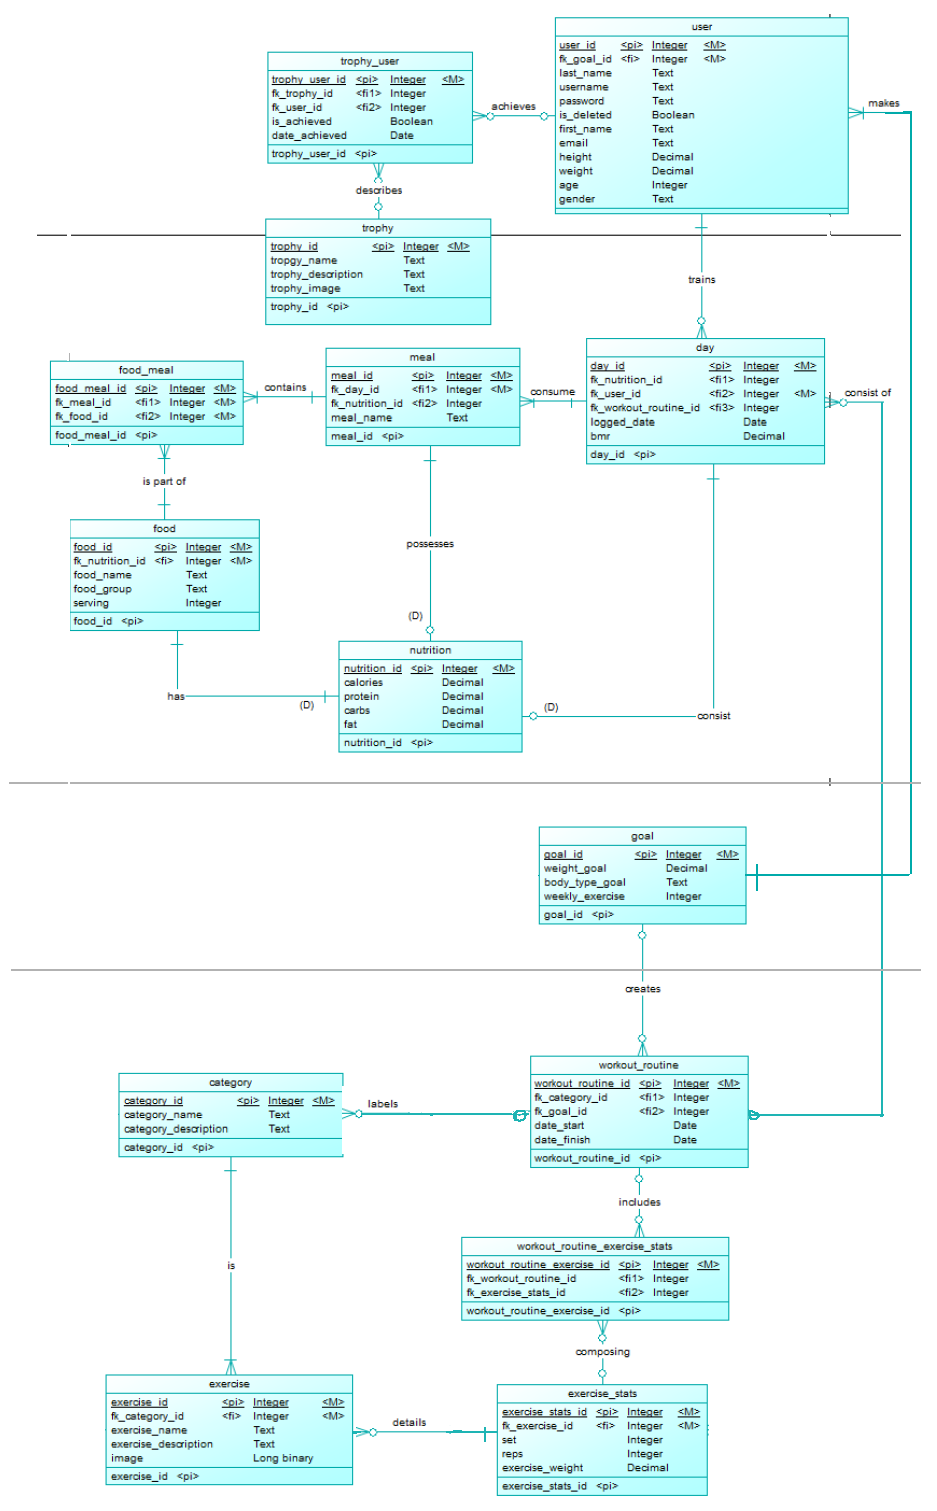 user
user_id <pi> Integer <M>
fk_goal_id <fi> Integer <M>
last_name Text
username Text
password Text
is_deleted Boolean
first_name Text
email Text
height Decimal
weight Decimal
age Integer
gender Text
trophy_user
trophy_user_id <pi> Integer <M>
fk_trophy_id <fi1> Integer
fk_user_id <fi2> Integer
is_achieved Boolean
date_achieved Date
trophy_user_id <pi>
achieves
makes
describes
trophy
trophy_id <pi> Integer <M>
tropgy_name Text
trophy_description Text
trophy_image Text
trophy_id <pi>
trains
food_meal
food_meal_id <pi> Integer <M>
fk_meal_id <fi1> Integer <M>
fk_food_id <fi2> Integer <M>
food_meal_id <pi>
contains
meal
meal_id <pi> Integer <M>
fk_day_id <fi1> Integer <M>
fk_nutrition_id <fi2> Integer
meal_name Text
meal_id <pi>
consume
day
day_id <pi> Integer <M>
fk_nutrition_id <fi1> Integer
fk_user_id <fi2> Integer <M>
fk_workout_routine_id <fi3> Integer
logged_date Date
bmr Decimal
day_id <pi>
consist of
is part of
food
food_id <pi> Integer <M>
fk_nutrition_id <fi> Integer <M>
food_name Text
food_group Text
serving Integer
food_id <pi>
possesses
(D)
nutrition
nutrition_id <pi> Integer <M>
calories Decimal
protein Decimal
carbs Decimal
fat Decimal
nutrition_id <pi>
has
(D)
(D)
consist
goal
goal_id <pi> Integer <M>
weight_goal Decimal
body_type_goal Text
weekly_exercise Integer
goal_id <pi>
creates
category
category_id <pi> Integer <M>
category_name Text
category_description Text
category_id <pi>
labels
workout_routine
workout_routine_id <pi> Integer <M>
fk_category_id <fi1> Integer
fk_goal_id <fi2> Integer
date_start Date
date_finish Date
workout_routine_id <pi>
includes
is
workout_routine_exercise_stats
workout_routine_exercise_id <pi> Integer <M>
fk_workout_routine_id <fi1> Integer
fk_exercise_stats_id <fi2> Integer
workout_routine_exercise_id <pi>
composing
exercise
exercise_id <pi> Integer <M>
fk_category_id <fi> Integer <M>
exercise_name Text
exercise_description Text
image Long binary
exercise_id <pi>
details
exercise_stats
exercise_stats_id <pi> Integer <M>
fk_exercise_id <fi> Integer <M>
set Integer
reps Integer
exercise_weight Decimal
exercise_stats_id <pi>